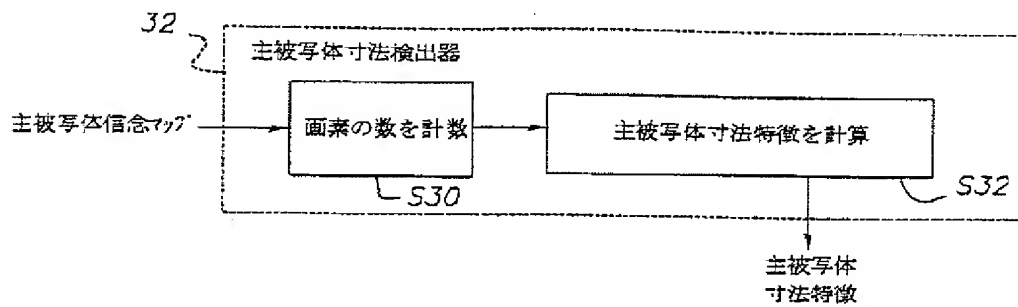 32
主被写体寸法検出器
主被写体信念マップ
画素の数を計数
主被写体寸法特徴を計算
S30
S32
主被写体
寸法特徴